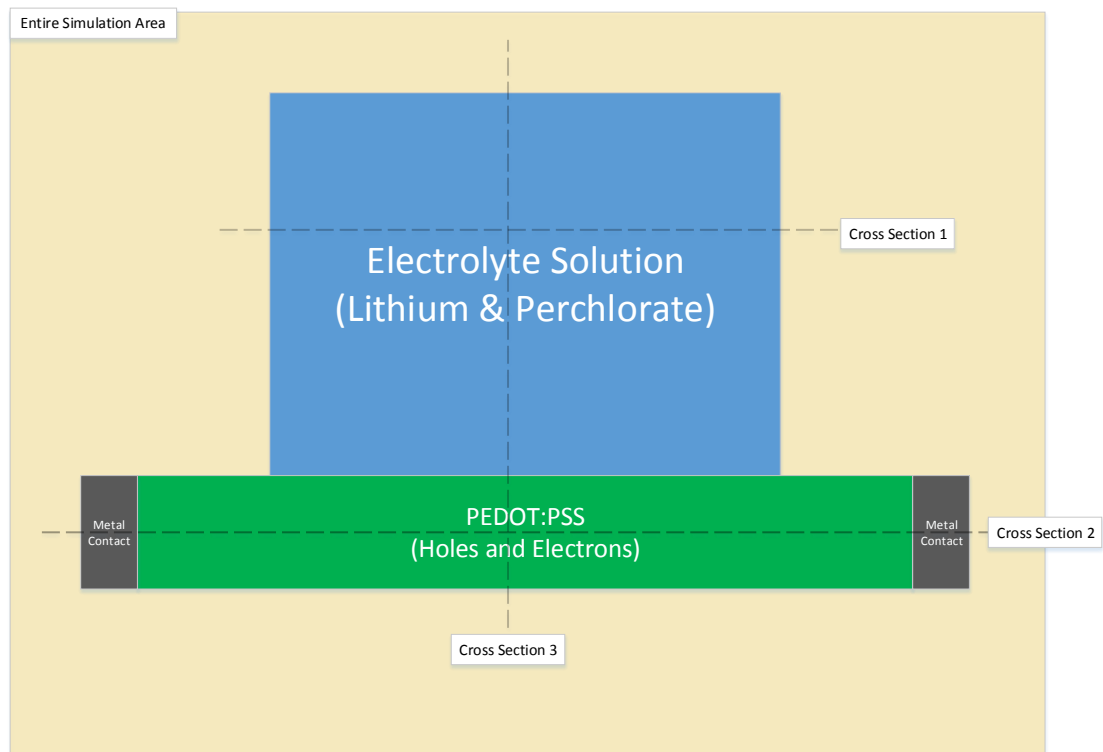 Entire Simulation Area
Cross Section 1
Electrolyte Solution
(Lithium & Perchlorate)
Metal
Contact
PEDOT:PSS
(Holes and Electrons)
Metal
Contact
Cross Section 2
Cross Section 3